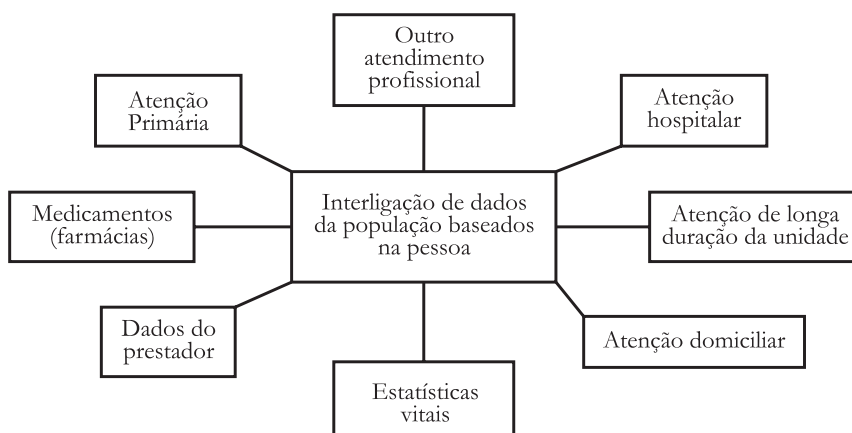 Outro
atendimento
profissional
Atenção
Primária
Atenção
hospitalar
Interligação de dados
da população baseados
na pessoa
Medicamentos
(farmácias)
Atenção de longa
duração da unidade
Dados do
prestador
Atenção domiciliar
Estatísticas
vitais